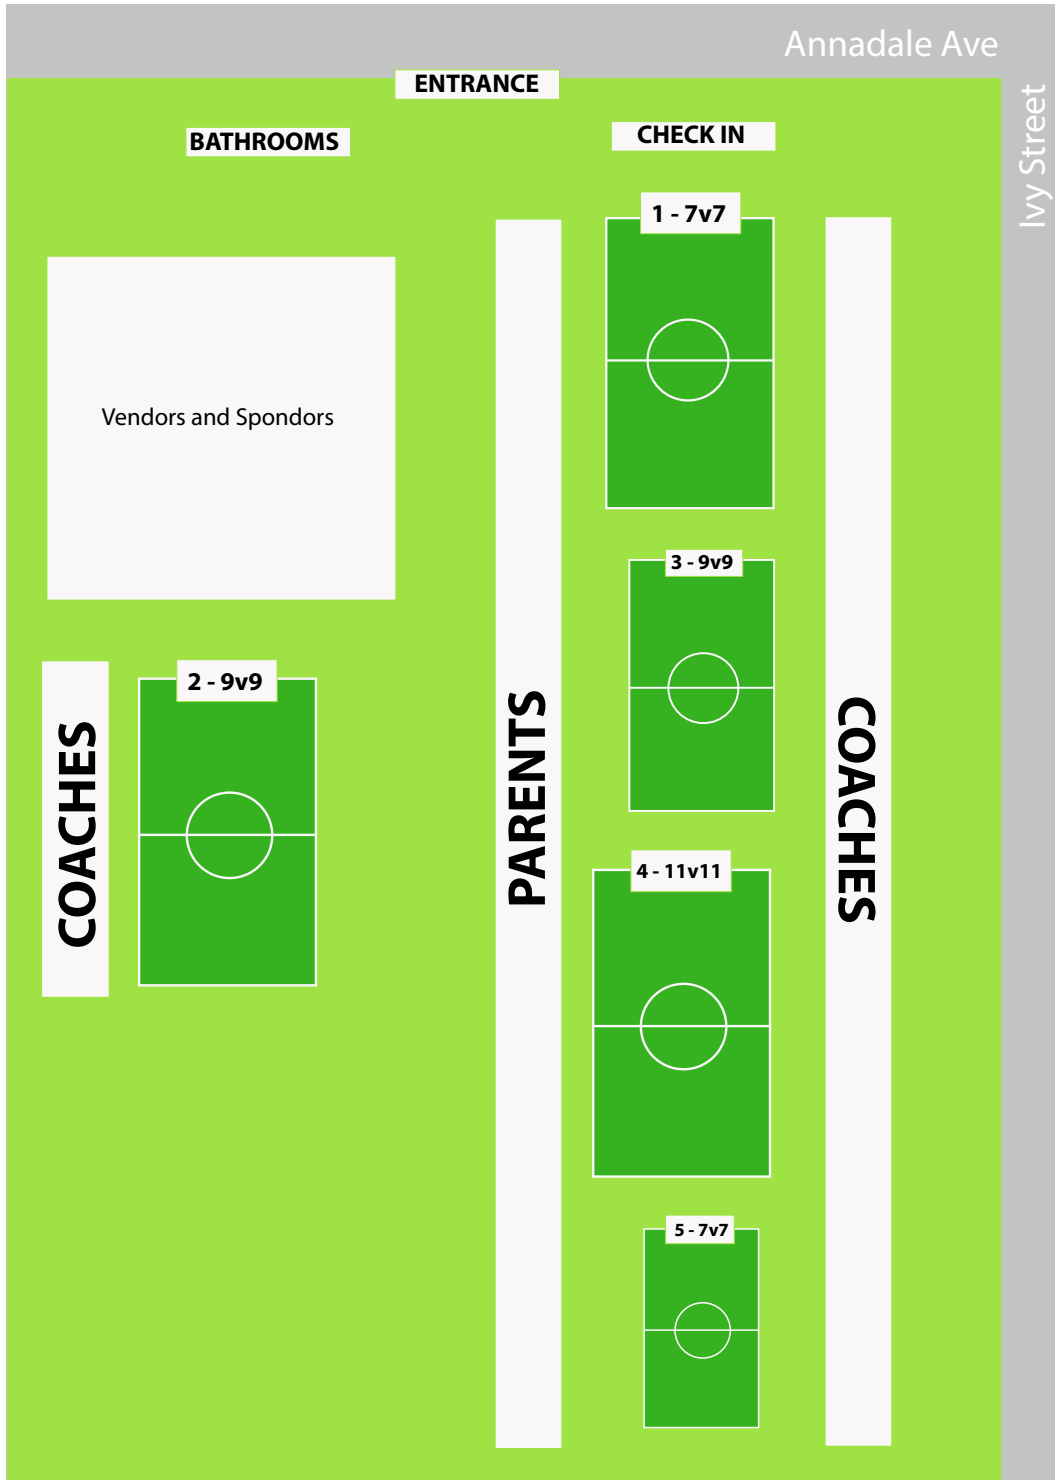 Annadale Ave
Ivy Street
ENTRANCE
BATHROOMS
CHECK IN
1 - 7v7
Vendors and Spondors
3 - 9v9
2 - 9v9
COACHES
PARENTS
COACHES
4 - 11v11
5 - 7v7